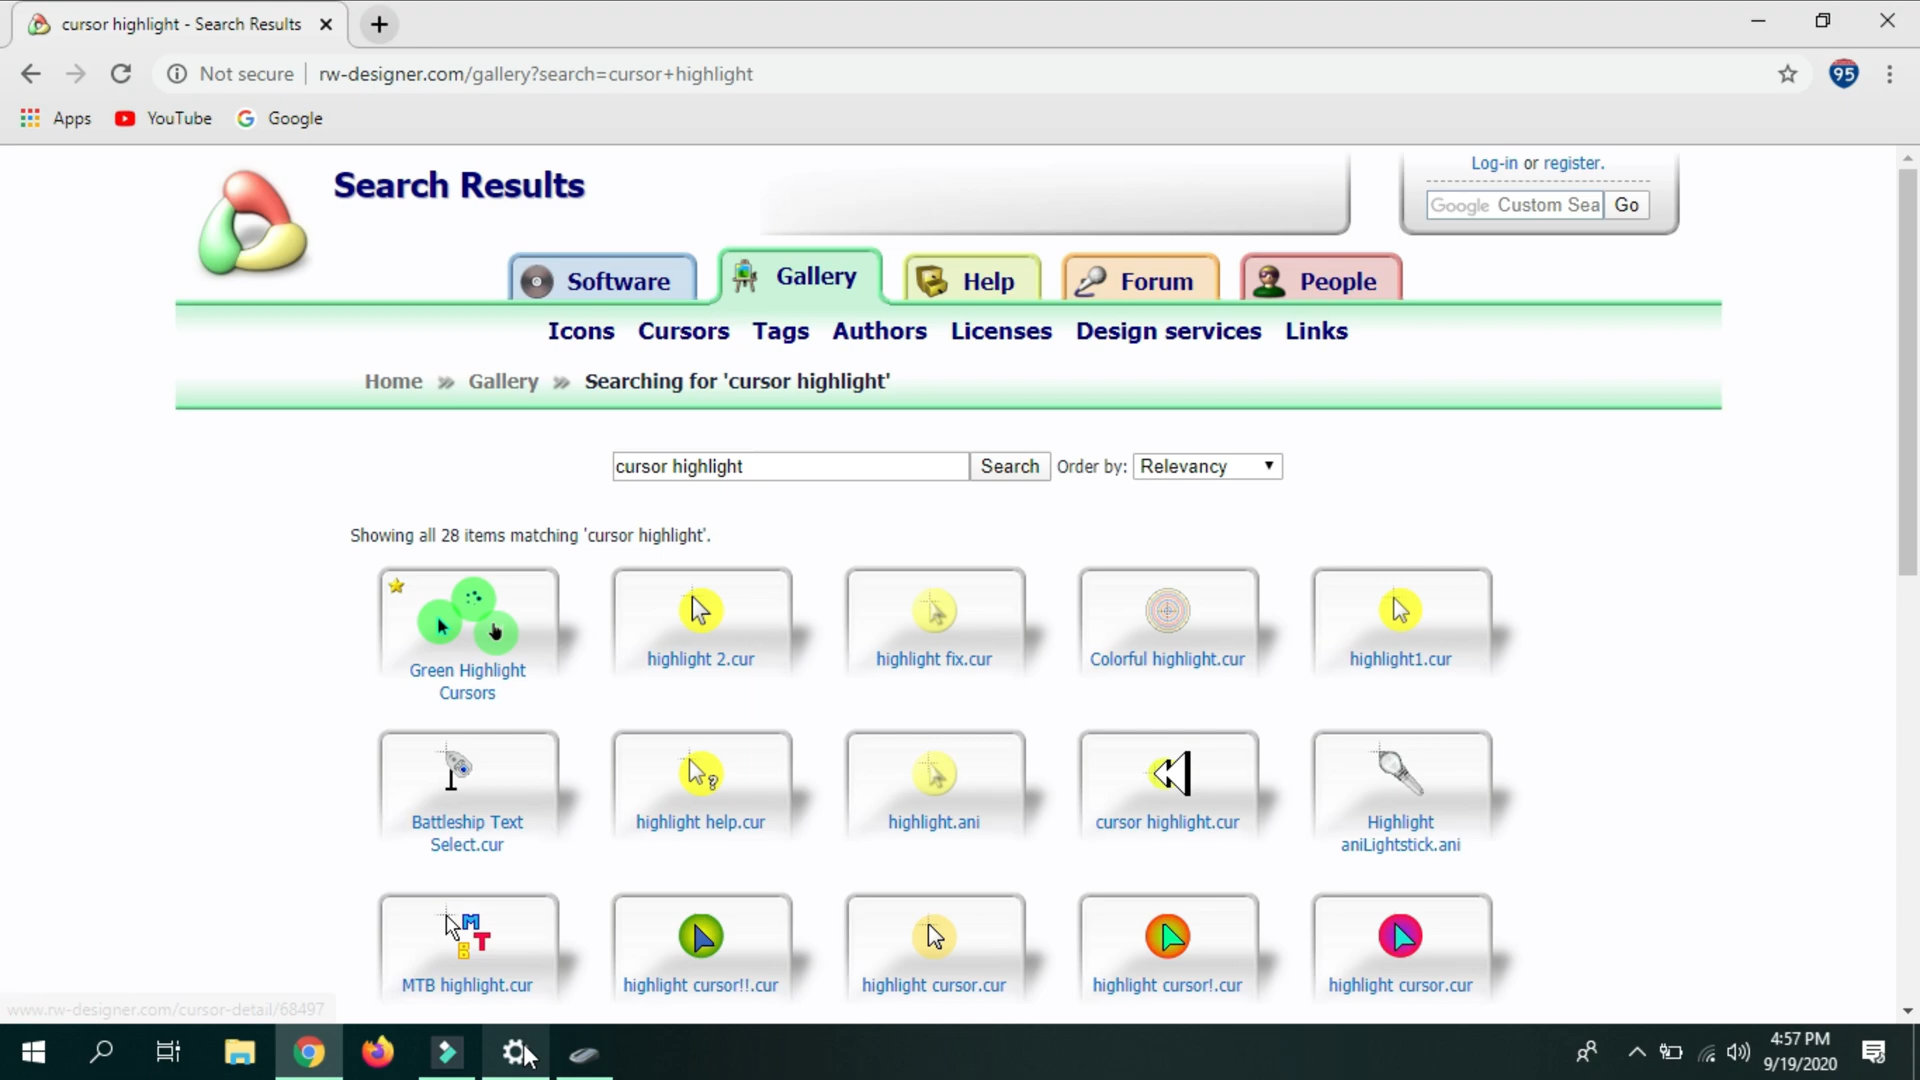 cursor highlight - Search Results
Not secure
rw-designer.com/gallery?search=cursor+highlight
95
Apps
YouTube
Google
Search Results
Log-in or register.
Google Custom Sea
Go
Software
Gallery
Help
Forum
People
Icons
Cursors
Tags
Authors
Licenses
Design services
Links
Home » Gallery » Searching for 'cursor highlight'
cursor highlight
Search
Order by:
Relevancy
Showing all 28 items matching 'cursor highlight'.
Green Highlight
Cursors
highlight 2.cur
highlight fix.cur
Colorful highlight.cur
highlight1.cur
Battleship Text
Select.cur
highlight help.cur
highlight.ani
cursor highlight.cur
Highlight
aniLightstick.ani
M
T
B
MTB highlight.cur
highlight cursor!!.cur
highlight cursor.cur
highlight cursor!.cur
highlight cursor.cur
www.rw-designer.com/cursor-detail/68497
4:57 PM
9/19/2020